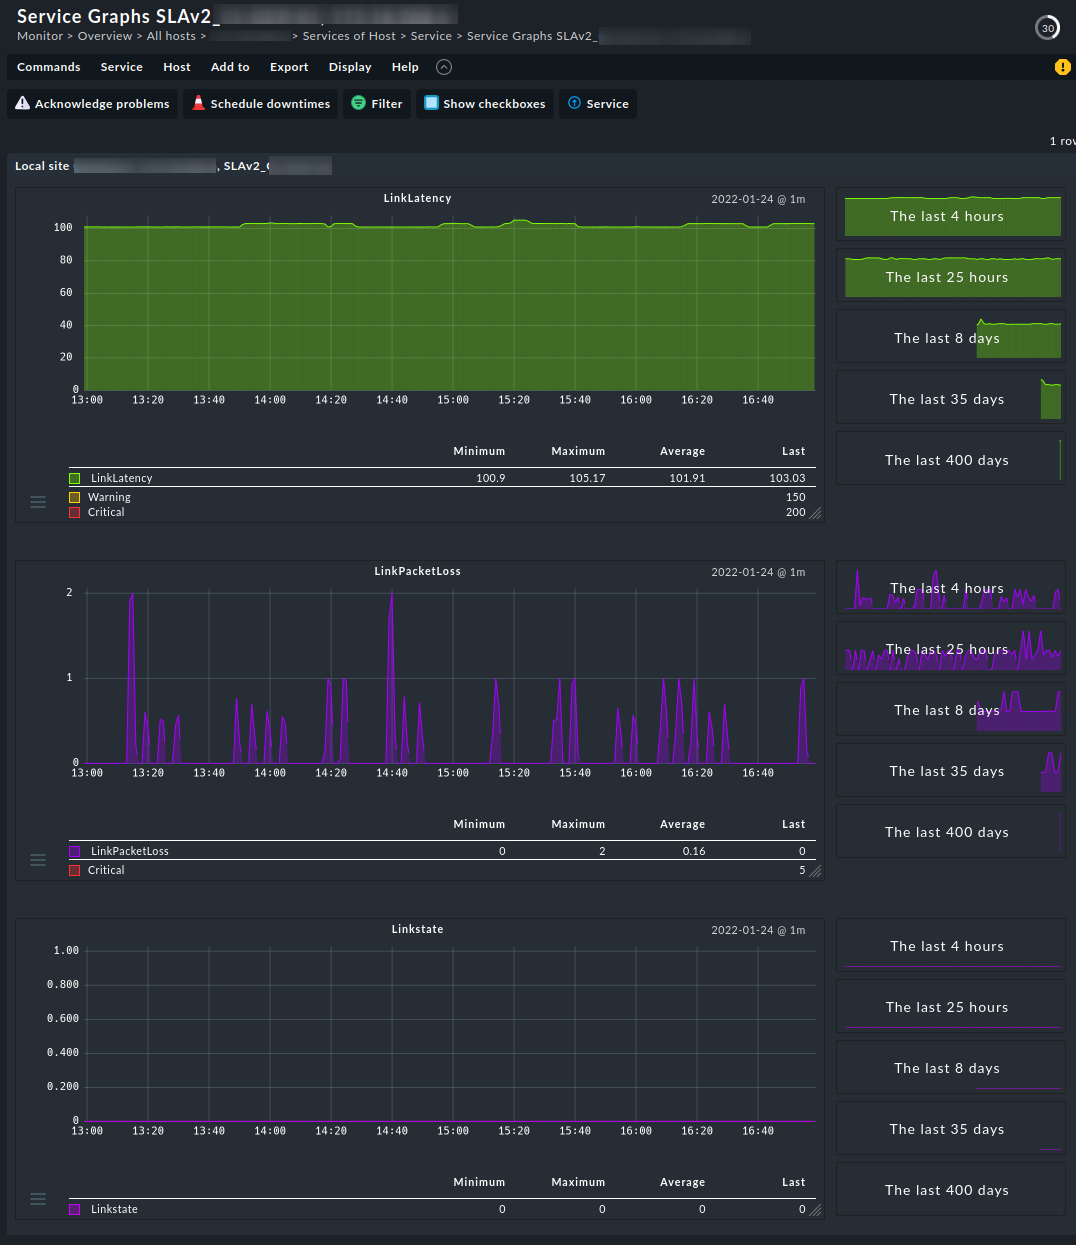 Service Graphs SLAv2_
Monitor > Overview > All hosts > > Services of Host > Service > Service Graphs SLAv2_
30
Commands Service Host Add to Export Display Help
Acknowledge problems Schedule downtimes Filter Show checkboxes Service
1 row
Local site , SLAv2_
LinkLatency 2022-01-24 @ 1m
100
80
60
40
20
0
13:00 13:20 13:40 14:00 14:20 14:40 15:00 15:20 15:40 16:00 16:20 16:40
Minimum Maximum Average Last
LinkLatency 100.9 105.17 101.91 103.03
Warning 150
Critical 200
The last 4 hours
The last 25 hours
The last 8 days
The last 35 days
The last 400 days
LinkPacketLoss 2022-01-24 @ 1m
2
1
0
13:00 13:20 13:40 14:00 14:20 14:40 15:00 15:20 15:40 16:00 16:20 16:40
Minimum Maximum Average Last
LinkPacketLoss 0 2 0.16 0
Critical 5
The last 4 hours
The last 25 hours
The last 8 days
The last 35 days
The last 400 days
Linkstate 2022-01-24 @ 1m
1.00
0.800
0.600
0.400
0.200
0
13:00 13:20 13:40 14:00 14:20 14:40 15:00 15:20 15:40 16:00 16:20 16:40
Minimum Maximum Average Last
Linkstate 0 0 0 0
The last 4 hours
The last 25 hours
The last 8 days
The last 35 days
The last 400 days